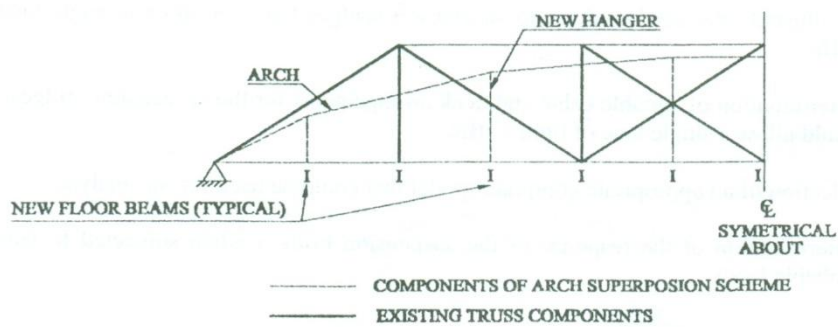 NEW HANGER
ARCH
I I I I I I
NEW FLOOR BEAMS (TYPICAL)
℄
SYMETRICAL
ABOUT
COMPONENTS OF ARCH SUPERPOSION SCHEME
EXISTING TRUSS COMPONENTS